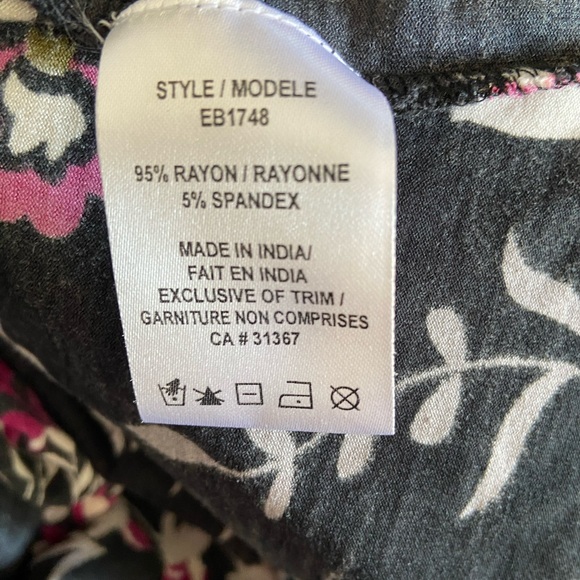 STYLE / MODELE
EB1748
95% RAYON / RAYONNE
5% SPANDEX
MADE IN INDIA/
FAIT EN INDIA
EXCLUSIVE OF TRIM /
GARNITURE NON COMPRISES
CA # 31367